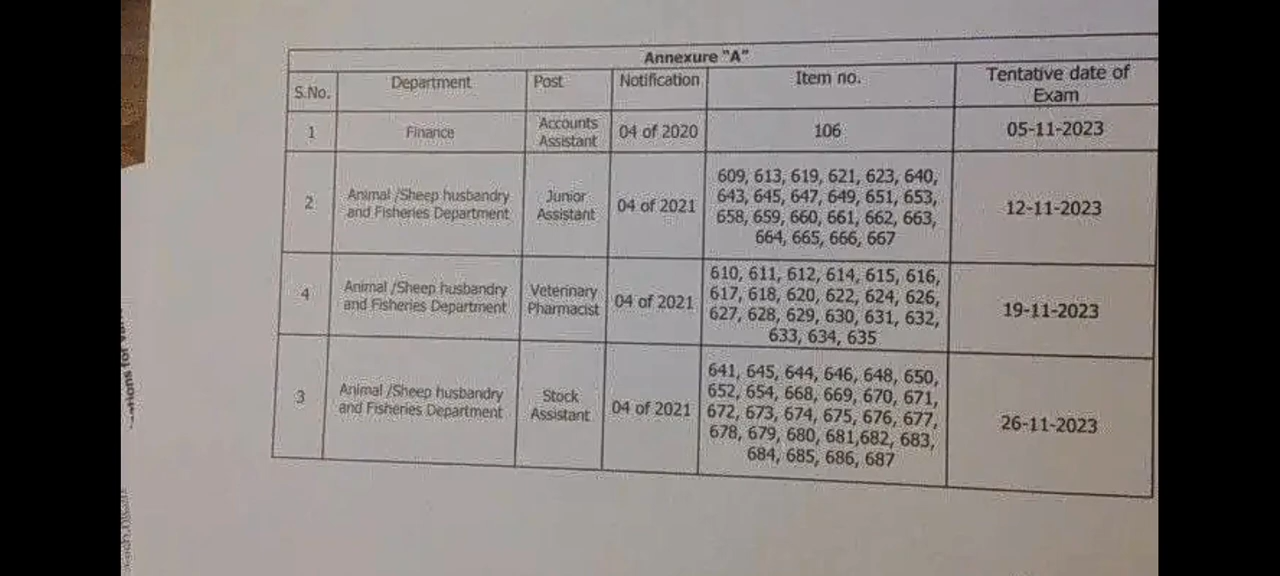 Annexure "A"
S.No. Department Post Notification Item no. Tentative date of
Exam
1 Finance Accounts
Assistant 04 of 2020 106 05-11-2023
2 Animal /Sheep husbandry
and Fisheries Department Junior
Assistant 04 of 2021 609, 613, 619, 621, 623, 640,
643, 645, 647, 649, 651, 653,
658, 659, 660, 661, 662, 663,
664, 665, 666, 667 12-11-2023
4 Animal /Sheep husbandry
and Fisheries Department Veterinary
Pharmacist 04 of 2021 610, 611, 612, 614, 615, 616,
617, 618, 620, 622, 624, 626,
627, 628, 629, 630, 631, 632,
633, 634, 635 19-11-2023
3 Animal /Sheep husbandry
and Fisheries Department Stock
Assistant 04 of 2021 641, 645, 644, 646, 648, 650,
652, 654, 668, 669, 670, 671,
672, 673, 674, 675, 676, 677,
678, 679, 680, 681,682, 683,
684, 685, 686, 687 26-11-2023